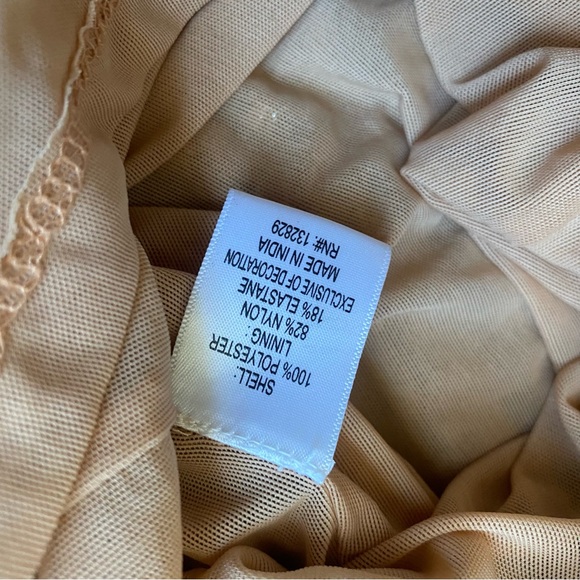 SHELL:
100% POLYESTER
LINING :
82% NYLON
18% ELASTANE
EXCLUSIVE OF DECORATION
MADE IN INDIA
RN#: 132829